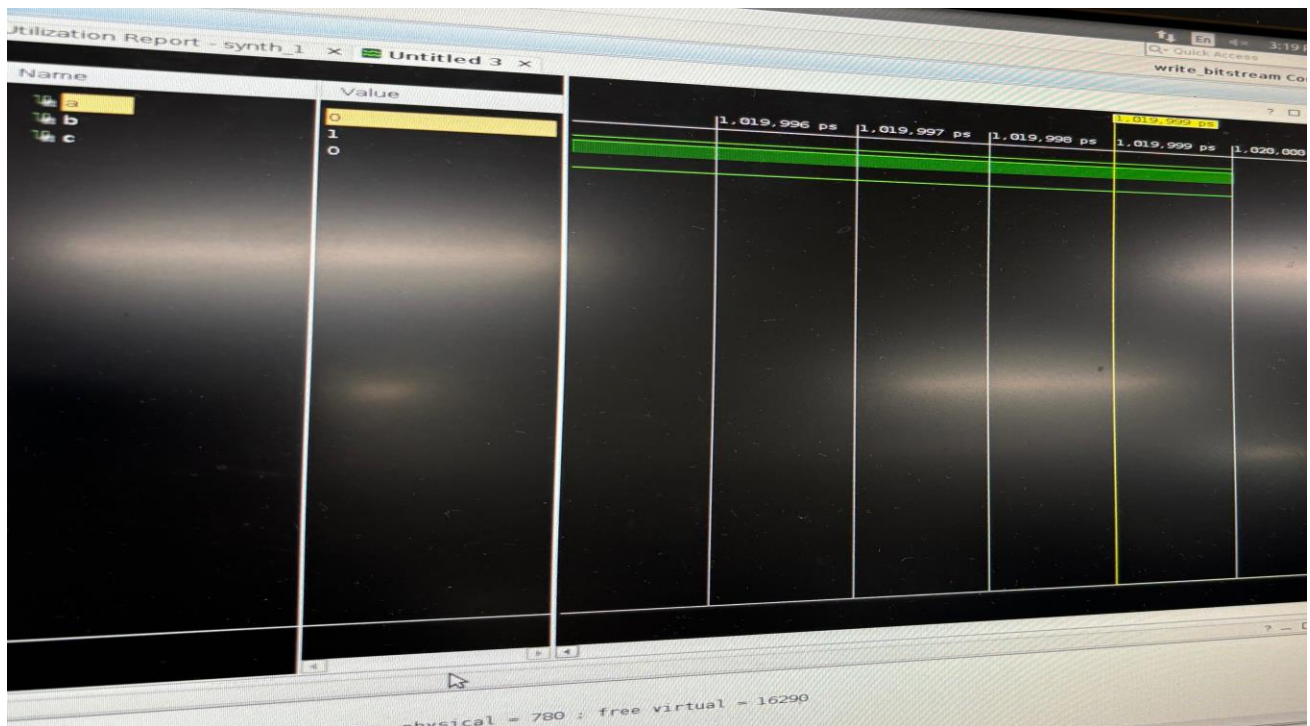 En 3:19
Quick Access
Utilization Report - synth_1 × Untitled 3 ×
write_bitstream
Name Value
a 0
b 1
c 0
1,019,999 ps
1,019,996 ps 1,019,997 ps 1,019,998 ps 1,019,999 ps 1,020,000
physical = 780 ; free virtual = 16290